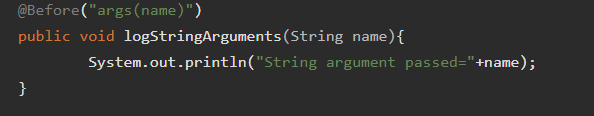 @Before("args(name)")
public void logStringArguments(String name){
        System.out.println("String argument passed="+name);
}